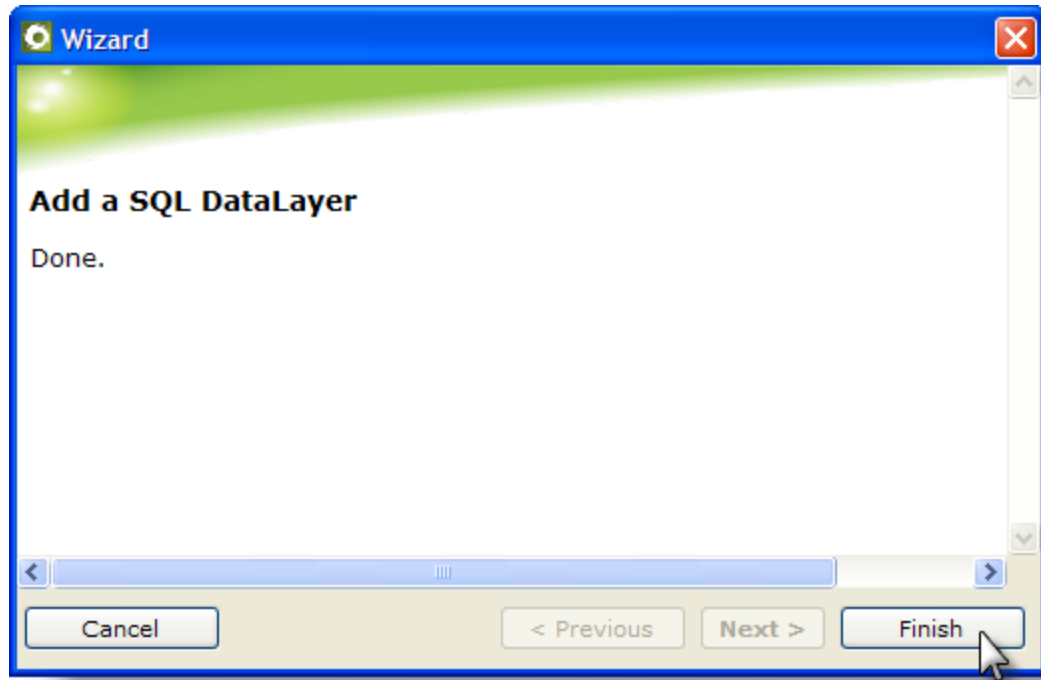 Wizard
Add a SQL DataLayer
Done.
Cancel
< Previous
Next >
Finish